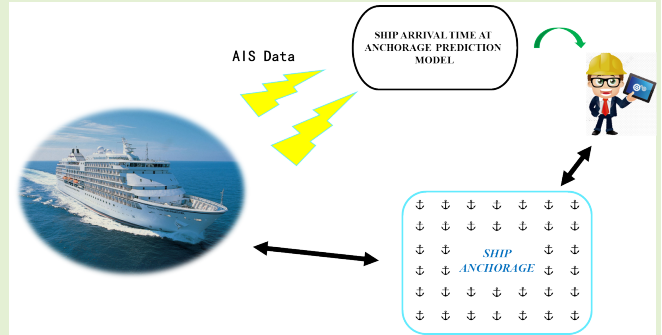 SHIP ARRIVAL TIME AT
ANCHORAGE PREDICTION
MODEL
AIS Data
SHIP
ANCHORAGE